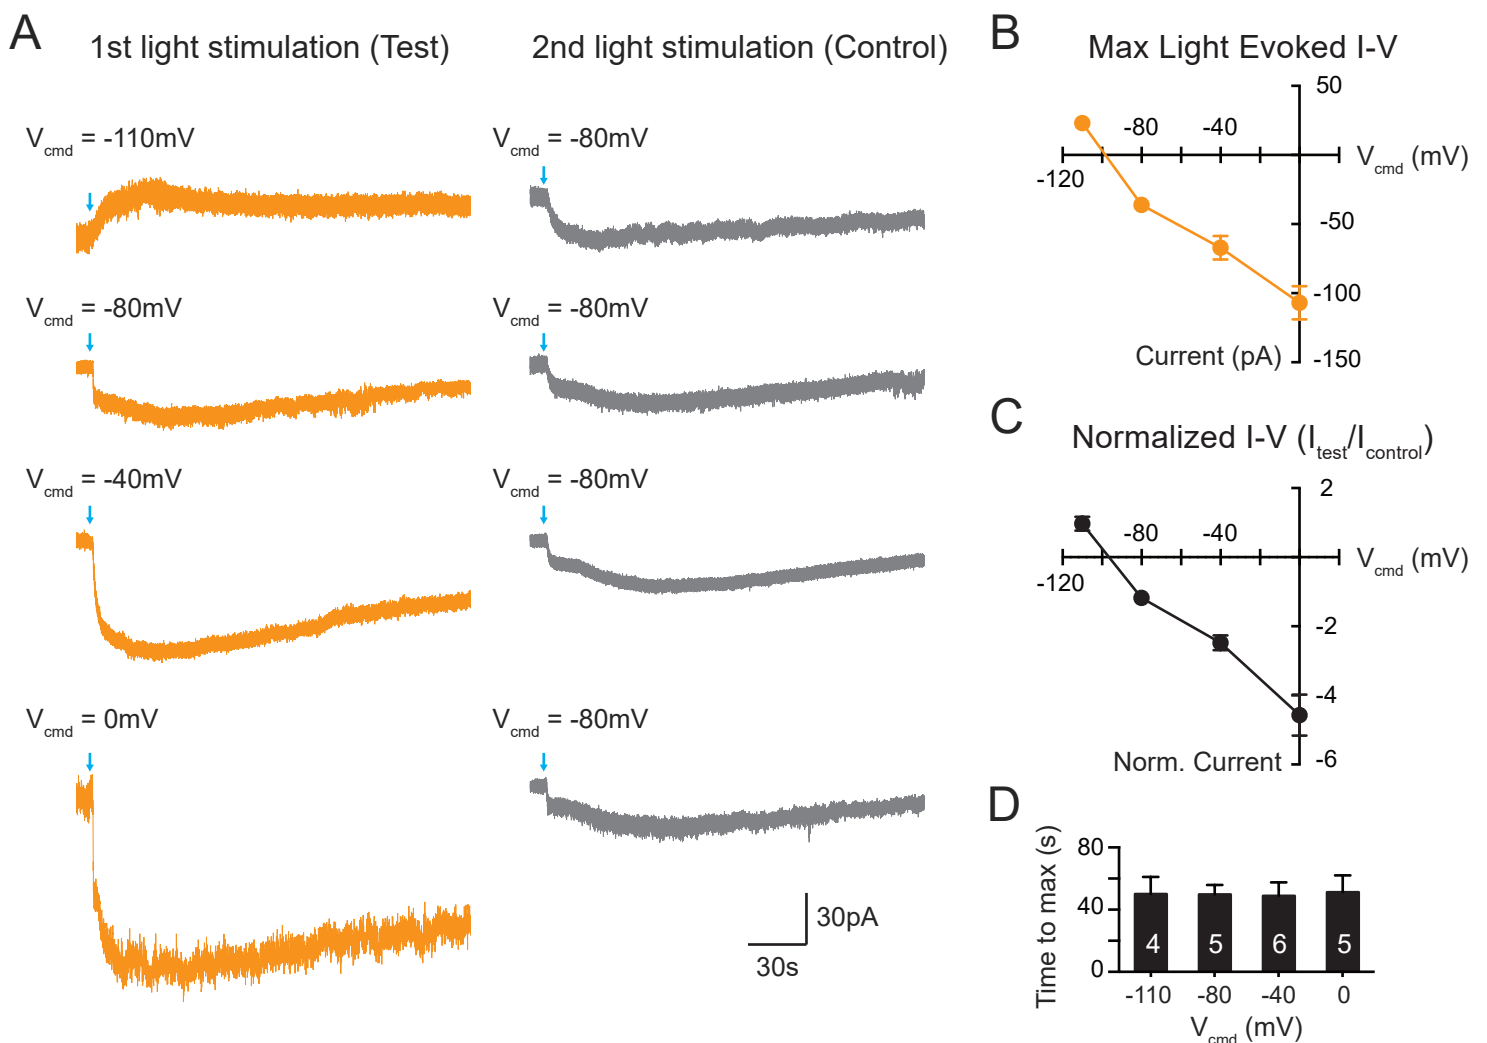 A
1st light stimulation (Test)
2nd light stimulation (Control)
Vcmd = -110mV
Vcmd = -80mV
Vcmd = -80mV
Vcmd = -80mV
Vcmd = -40mV
Vcmd = -80mV
Vcmd = 0mV
Vcmd = -80mV
30pA
30s
B
Max Light Evoked I-V
50
-80
-40
Vcmd (mV)
-120
-50
-100
Current (pA)
-150
C
Normalized I-V (Itest/Icontrol)
2
-80
-40
Vcmd (mV)
-120
-2
-4
Norm. Current
-6
D
Time to max (s)
80
40
0
4
5
6
5
-110
-80
-40
0
Vcmd (mV)